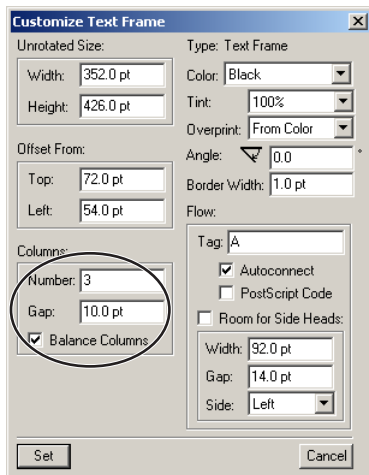 Customize Text Frame
Unrotated Size:
Width: 352.0 pt
Height: 426.0 pt
Offset From:
Top: 72.0 pt
Left: 54.0 pt
Columns:
Number: 3
Gap: 10.0 pt
Balance Columns
Type: Text Frame
Color: Black
Tint: 100%
Overprint: From Color
Angle: 0.0 °
Border Width: 1.0 pt
Flow:
Tag: A
Autoconnect
PostScript Code
Room for Side Heads:
Width: 92.0 pt
Gap: 14.0 pt
Side: Left
Set
Cancel